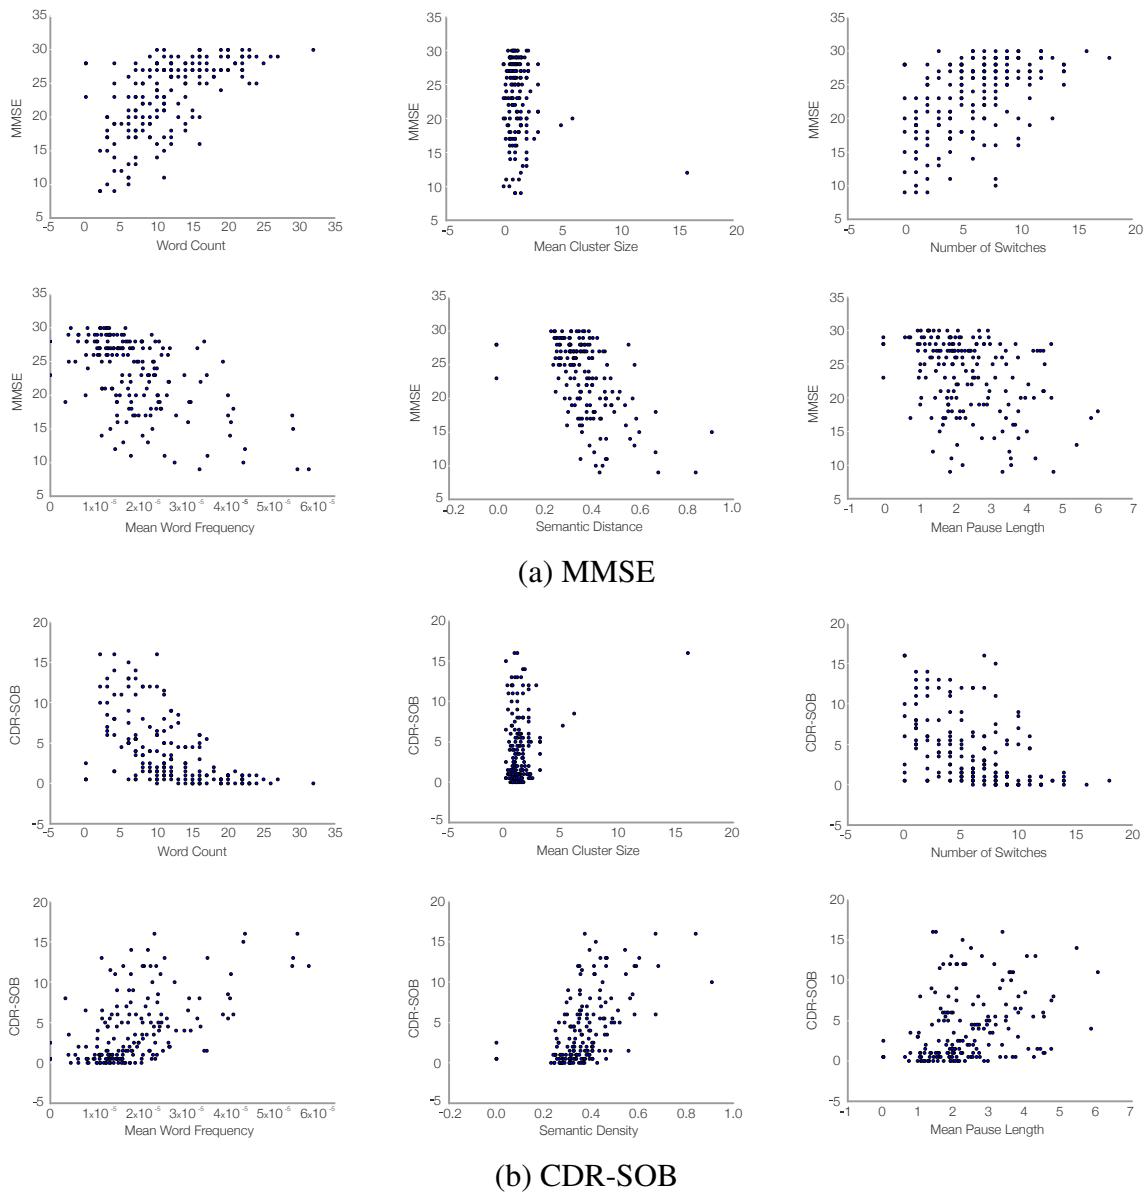 35
30
25
20
15
10
5
MMSE
-5 0 5 10 15 20 25 30 35
Word Count
35
30
25
20
15
10
5
MMSE
-5 0 5 10 15 20
Mean Cluster Size
35
30
25
20
15
10
5
MMSE
-5 0 5 10 15 20
Number of Switches
35
30
25
20
15
10
5
MMSE
0 1x10⁻⁵ 2x10⁻⁵ 3x10⁻⁵ 4x10⁻⁵ 5x10⁻⁵ 6x10⁻⁵
Mean Word Frequency
35
30
25
20
15
10
5
MMSE
-0.2 0.0 0.2 0.4 0.6 0.8 1.0
Semantic Distance
35
30
25
20
15
10
5
MMSE
-1 0 1 2 3 4 5 6 7
Mean Pause Length
(a) MMSE
20
15
10
5
0
-5
CDR-SOB
-5 0 5 10 15 20 25 30 35
Word Count
20
15
10
5
0
-5
CDR-SOB
-5 0 5 10 15 20
Mean Cluster Size
20
15
10
5
0
-5
CDR-SOB
-5 0 5 10 15 20
Number of Switches
20
15
10
5
0
-5
CDR-SOB
0 1x10⁻⁵ 2x10⁻⁵ 3x10⁻⁵ 4x10⁻⁵ 5x10⁻⁵ 6x10⁻⁵
Mean Word Frequency
20
15
10
5
0
-5
CDR-SOB
-0.2 0.0 0.2 0.4 0.6 0.8 1.0
Semantic Density
20
15
10
5
0
-5
CDR-SOB
-1 0 1 2 3 4 5 6 7
Mean Pause Length
(b) CDR-SOB